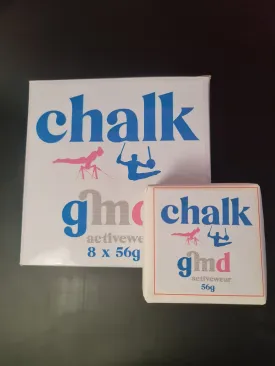 chalk
gmd
activewear
8 x 56g
chalk
gmd
activewear
56g